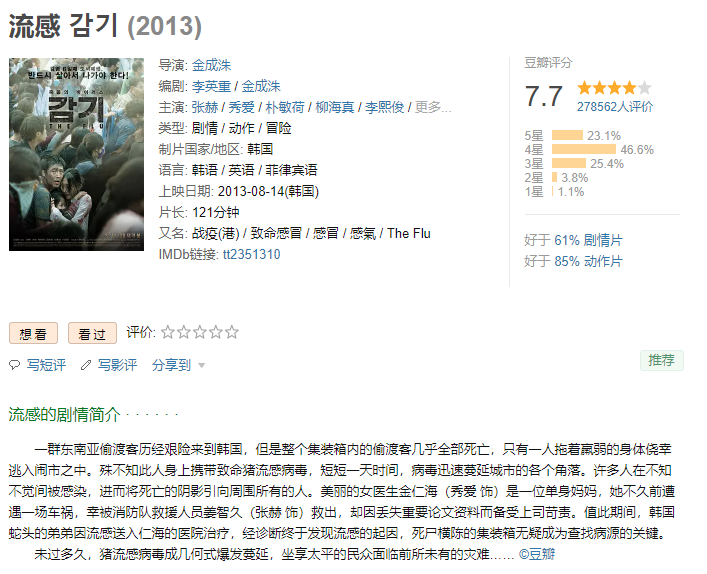 流感 감기 (2013)
반드시 살아서 나가야 한다!
감기
THE FLU
导演: 金成洙
编剧: 李英重 / 金成洙
主演: 张赫 / 秀爱 / 朴敏荷 / 柳海真 / 李熙俊 / 更多...
类型: 剧情 / 动作 / 冒险
制片国家/地区: 韩国
语言: 韩语 / 英语 / 菲律宾语
上映日期: 2013-08-14(韩国)
片长: 121分钟
又名: 战疫(港) / 致命感冒 / 感冒 / 感氣 / The Flu
IMDb链接: tt2351310
豆瓣评分
7.7
278562人评价
5星 23.1%
4星 46.6%
3星 25.4%
2星 3.8%
1星 1.1%
好于 61% 剧情片
好于 85% 动作片
想看 看过 评价:
写短评 写影评 分享到
推荐
流感的剧情简介 · · · · · ·
一群东南亚偷渡客历经艰险来到韩国，但是整个集装箱内的偷渡客几乎全部死亡，只有一人拖着羸弱的身体侥幸
逃入闹市之中。殊不知此人身上携带致命猪流感病毒，短短一天时间，病毒迅速蔓延城市的各个角落。许多人在不知
不觉间被感染，进而将死亡的阴影引向周围所有的人。美丽的女医生金仁海（秀爱 饰）是一位单身妈妈，她不久前遭
遇一场车祸，幸被消防队救援人员姜智久（张赫 饰）救出，却因丢失重要论文资料而备受上司苛责。值此期间，韩国
蛇头的弟弟因流感送入仁海的医院治疗，经诊断终于发现流感的起因，死尸横陈的集装箱无疑成为查找病源的关键。
未过多久，猪流感病毒成几何式爆发蔓延，坐享太平的民众面临前所未有的灾难…… ©豆瓣